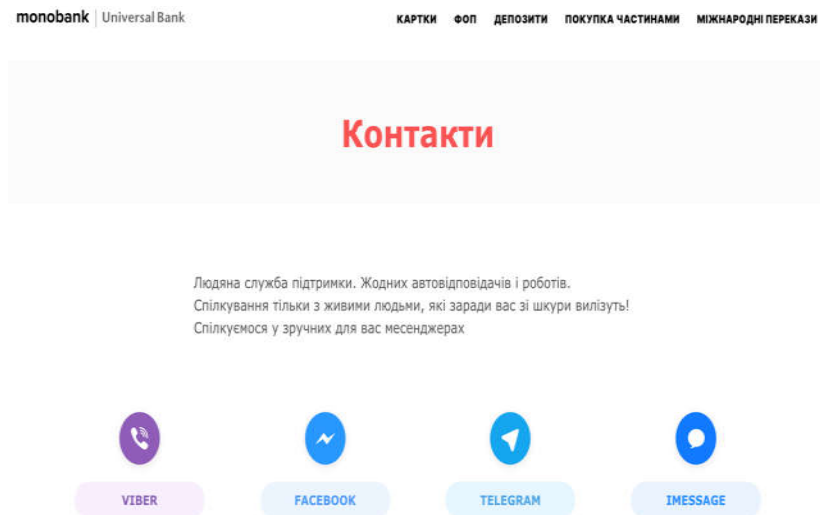 monobank | Universal Bank
КАРТКИ ФОП ДЕПОЗИТИ ПОКУПКА ЧАСТИНАМИ МІЖНАРОДНІ ПЕРЕКАЗИ
Контакти
Людяна служба підтримки. Жодних автовідповідачів і роботів.
Спілкування тільки з живими людьми, які заради вас зі шкури вилізуть!
Спілкуємося у зручних для вас месенджерах
VIBER
FACEBOOK
TELEGRAM
IMESSAGE